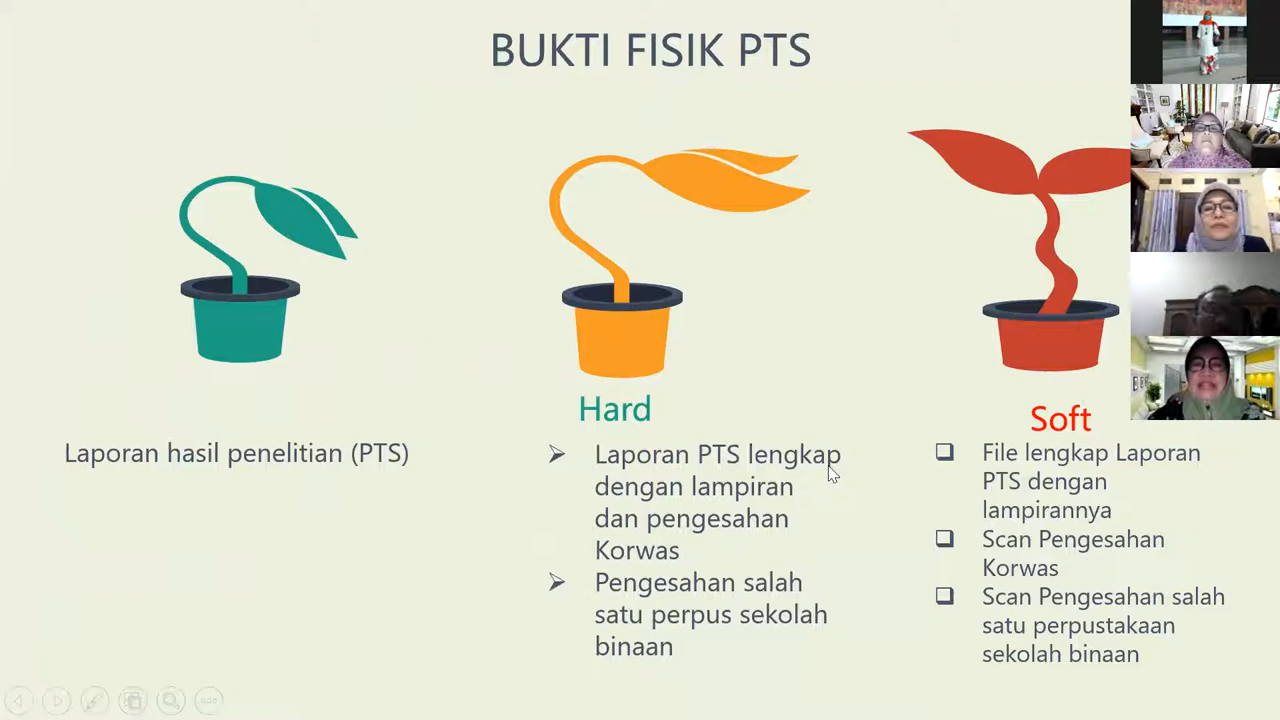 BUKTI FISIK PTS
Laporan hasil penelitian (PTS)
Hard
Laporan PTS lengkap
dengan lampiran
dan pengesahan
Korwas
Pengesahan salah
satu perpus sekolah
binaan
Soft
File lengkap Laporan
PTS dengan
lampirannya
Scan Pengesahan
Korwas
Scan Pengesahan salah
satu perpustakaan
sekolah binaan